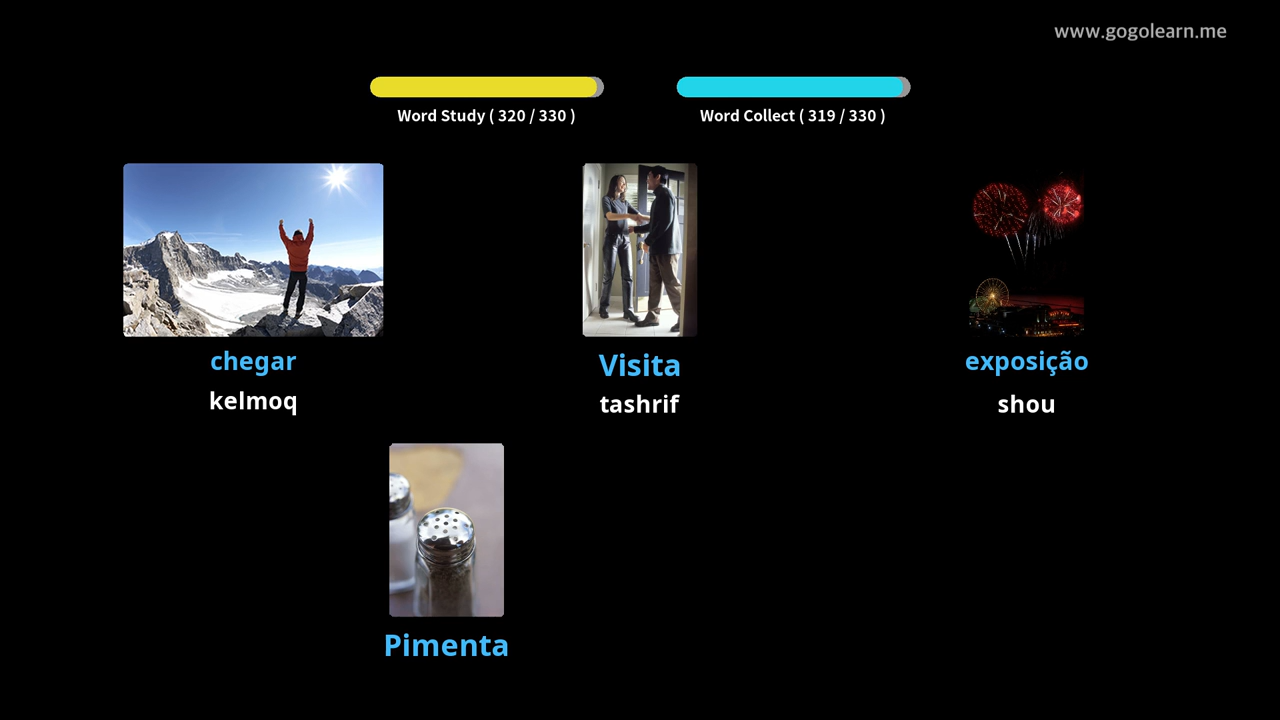 www.gogolearn.me
Word Study ( 320 / 330 )
Word Collect ( 319 / 330 )
chegar
kelmoq
Visita
tashrif
exposição
shou
Pimenta